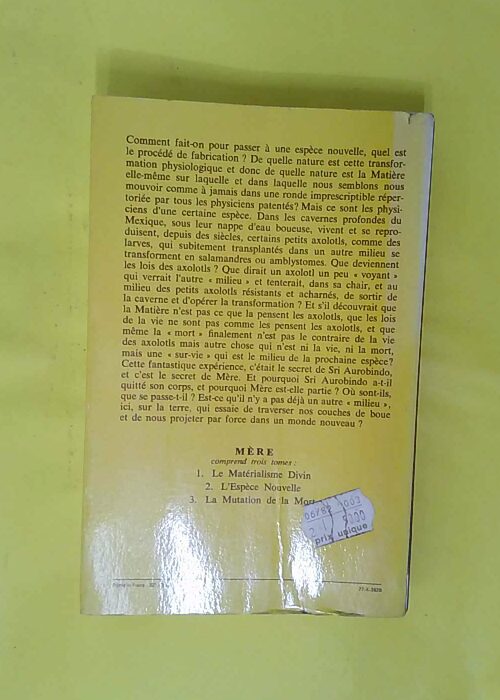 Comment fait-on pour passer à une espèce nouvelle, quel est
le procédé de fabrication ? De quelle nature est cette transfor-
mation physiologique et donc de quelle nature est la Matière
elle-même sur laquelle et dans laquelle nous semblons nous
mouvoir comme à jamais dans une ronde imprescriptible réper-
toriée par tous les physiciens patentés? Mais ce sont les physi-
ciens d'une certaine espèce. Dans les cavernes profondes du
Mexique, sous leur nappe d'eau boueuse, vivent et se repro-
duisent, depuis des siècles, certains petits axolotls, comme des
larves, qui subitement transplantés dans un autre milieu se
transforment en salamandres ou amblystomes. Que deviennent
les lois des axolotls ? Que dirait un axolotl un peu « voyant »
qui verrait l'autre « milieu » et tenterait, dans sa chair, et au
milieu des petits axolotls résistants et acharnés, de sortir de
la caverne et d'opérer la transformation ? Et s'il découvrait que
la Matière n'est pas ce que la pensent les axolotls, que les lois
de la vie ne sont pas comme les pensent les axolotls, et que
même la « mort » finalement n'est pas le contraire de la vie
des axolotls mais autre chose qui n'est ni la vie, ni la mort,
mais une « sur-vie » qui est le milieu de la prochaine espèce?
Cette fantastique expérience, c'était le secret de Sri Aurobindo,
et c'est le secret de Mère. Et pourquoi Sri Aurobindo a-t-il
quitté son corps, et pourquoi Mère est-elle partie ? Où sont-ils,
que se passe-t-il ? Est-ce qu'il n'y a pas déjà un autre « milieu »,
ici, sur la terre, qui essaie de traverser nos couches de boue
et de nous projeter par force dans un monde nouveau ?
MÈRE
comprend trois tomes :
1. Le Matérialisme Divin
2. L'Espèce Nouvelle
3. La Mutation de la Mort
prix unique